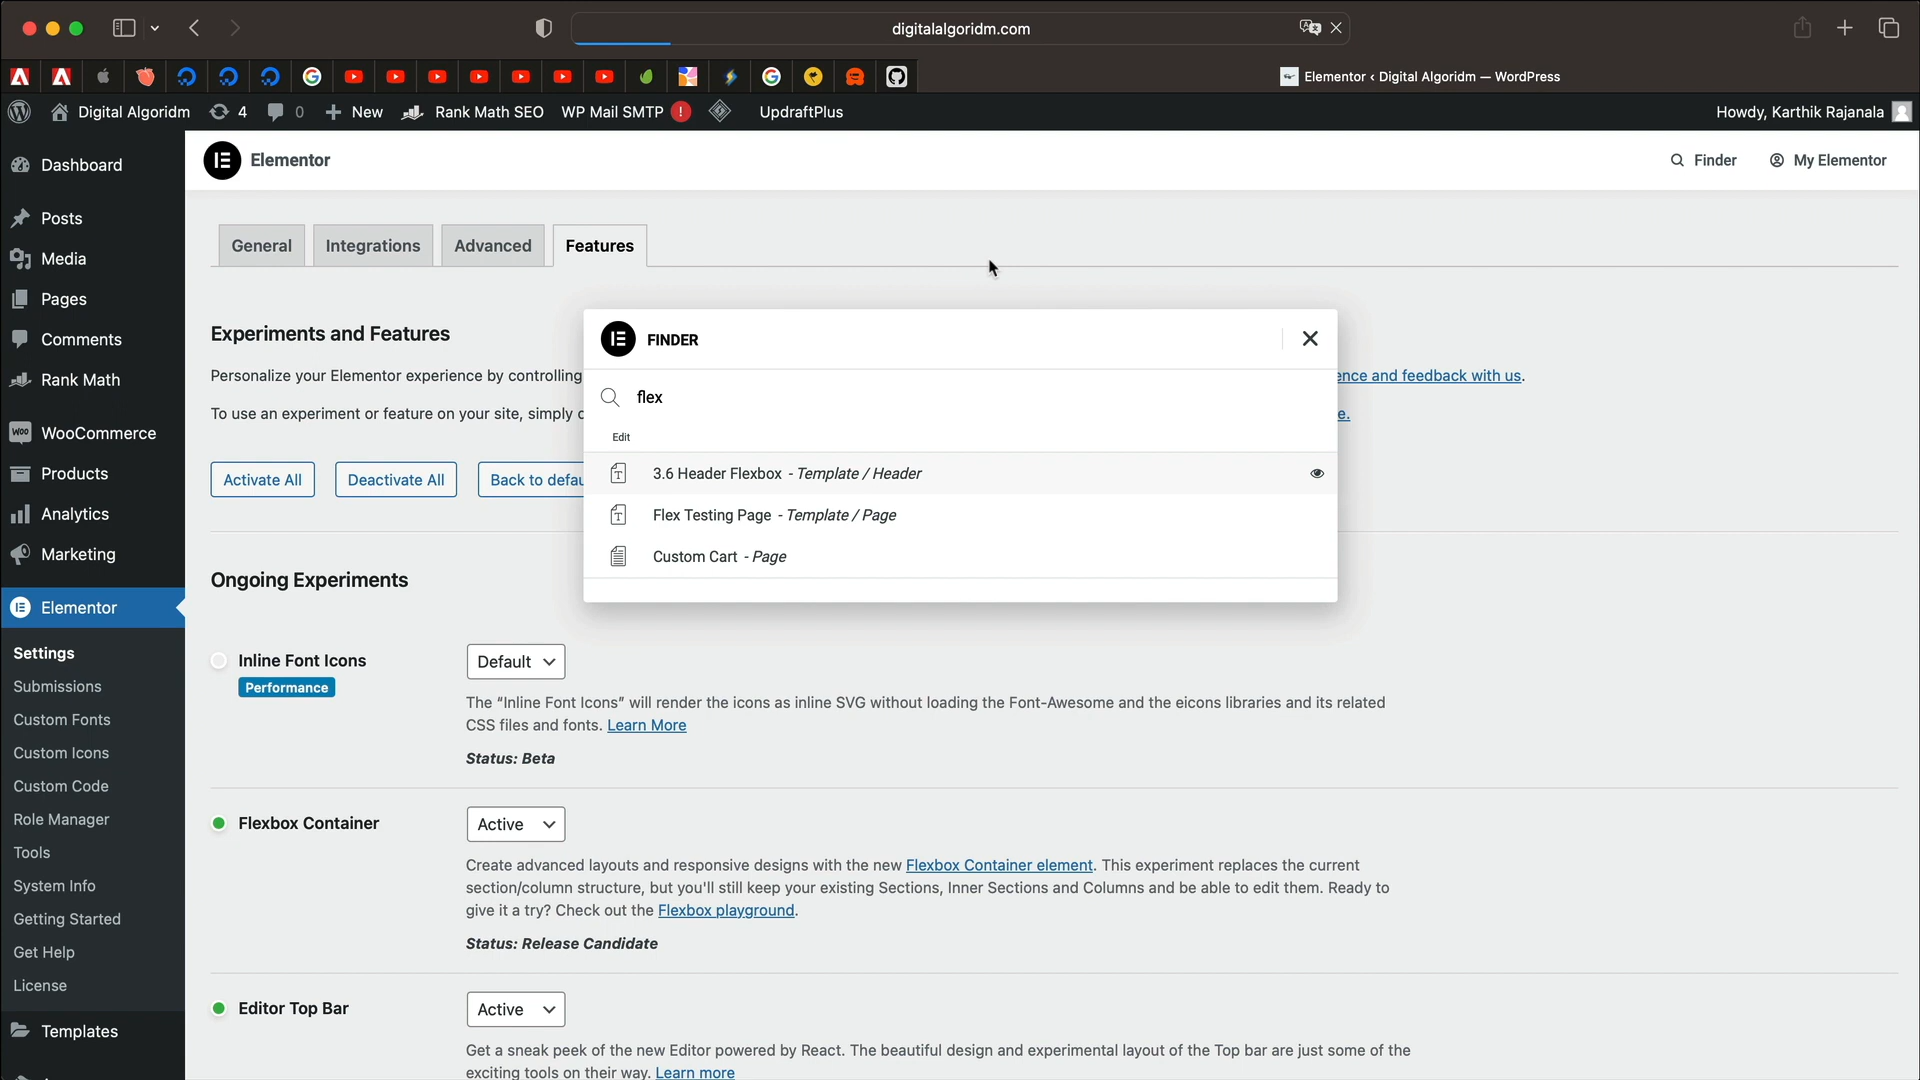 digitalalgoridm.com
Elementor ‹ Digital Algoridm — WordPress
Digital Algoridm 4 0 New Rank Math SEO WP Mail SMTP ! UpdraftPlus Howdy, Karthik Rajanala
Elementor
Finder My Elementor
Dashboard
Posts
Media
Pages
Comments
Rank Math
WOO WooCommerce
Products
Analytics
Marketing
Elementor
Settings
Submissions
Custom Fonts
Custom Icons
Custom Code
Role Manager
Tools
System Info
Getting Started
Get Help
License
Templates
General Integrations Advanced Features
Experiments and Features
Personalize your Elementor experience by controlling
ence and feedback with us.
To use an experiment or feature on your site, simply c
e.
Activate All Deactivate All Back to defau
FINDER
flex
Edit
3.6 Header Flexbox - Template / Header
Flex Testing Page - Template / Page
Custom Cart - Page
Ongoing Experiments
Inline Font Icons
Performance
Default
The “Inline Font Icons” will render the icons as inline SVG without loading the Font-Awesome and the eicons libraries and its related
CSS files and fonts. Learn More
Status: Beta
Flexbox Container
Active
Create advanced layouts and responsive designs with the new Flexbox Container element. This experiment replaces the current
section/column structure, but you'll still keep your existing Sections, Inner Sections and Columns and be able to edit them. Ready to
give it a try? Check out the Flexbox playground.
Status: Release Candidate
Editor Top Bar
Active
Get a sneak peek of the new Editor powered by React. The beautiful design and experimental layout of the Top bar are just some of the
exciting tools on their way. Learn more